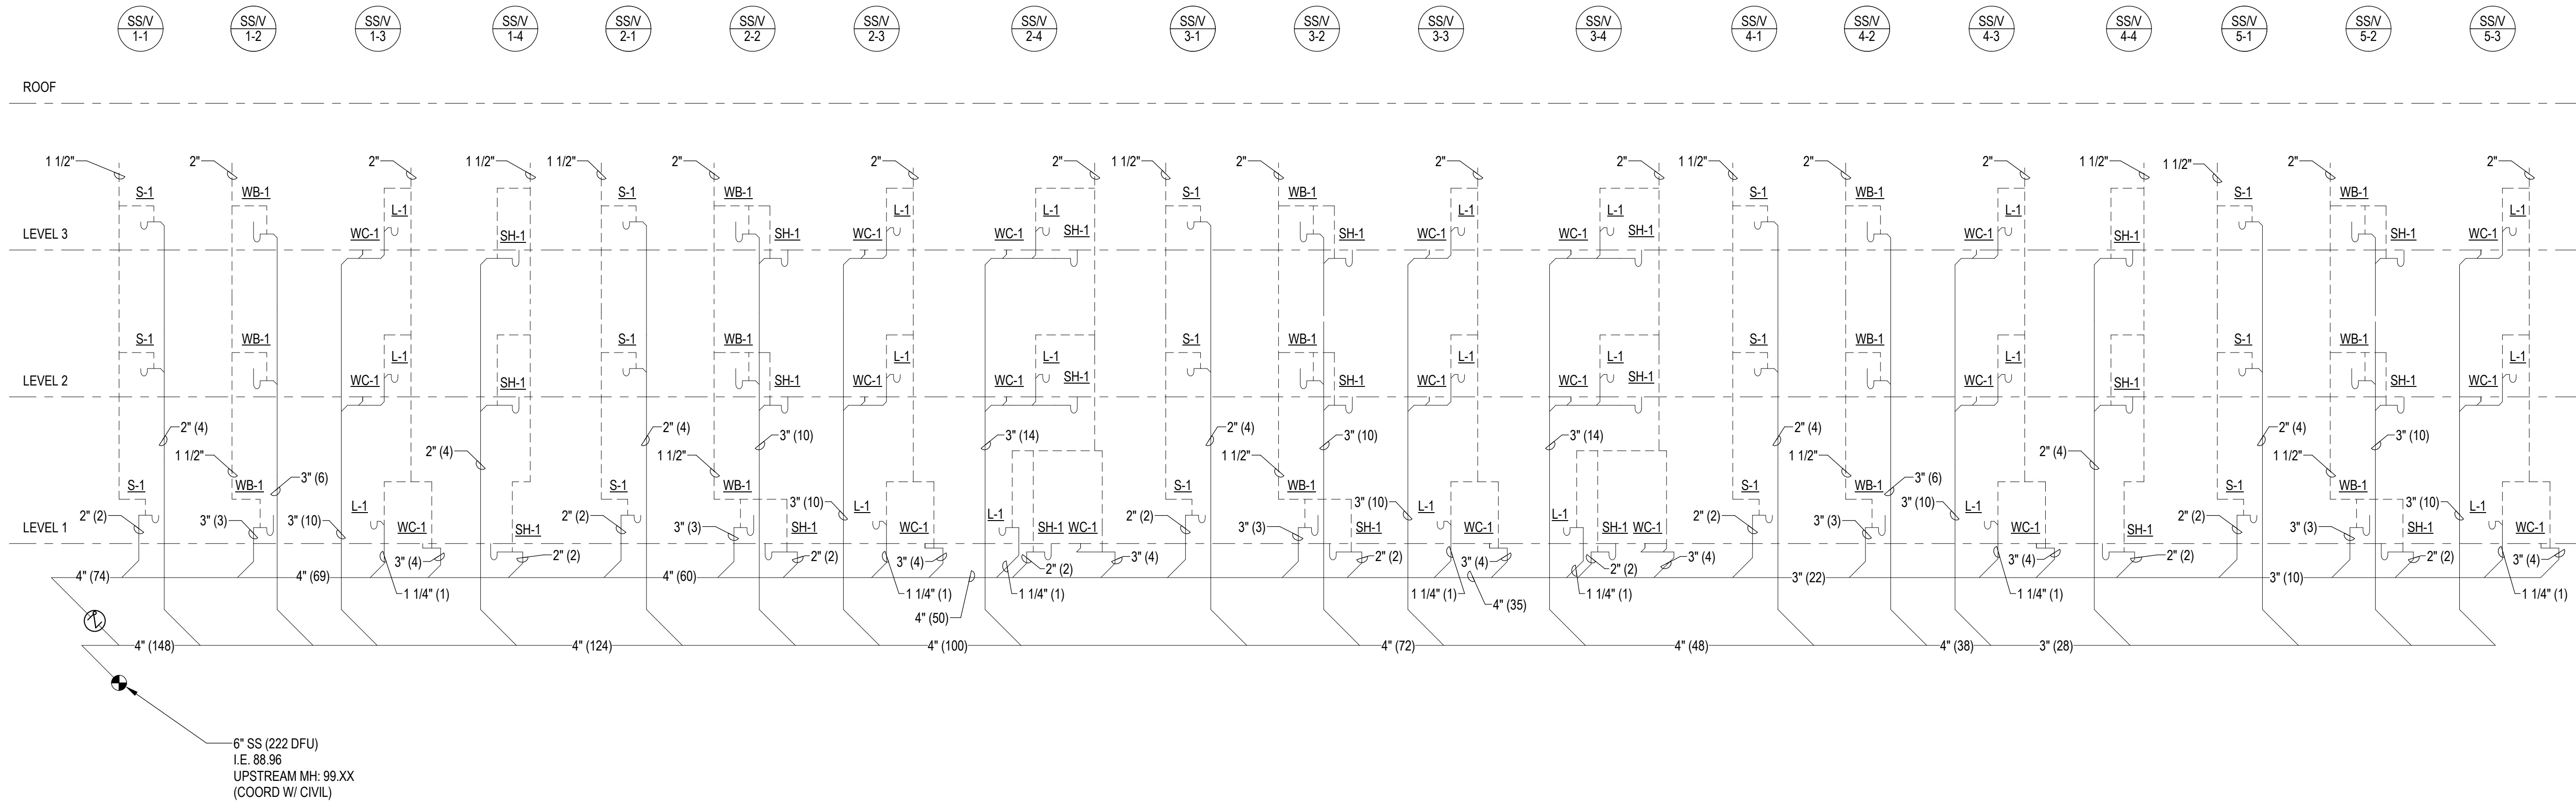 SS/V SS/V SS/V SS/V SS/V SS/V SS/V SS/V SS/V SS/V SS/V SS/V SS/V SS/V SS/V SS/V SS/V SS/V SS/V
1-1 1-2 1-3 1-4 2-1 2-2 2-3 2-4 3-1 3-2 3-3 3-4 4-1 4-2 4-3 4-4 5-1 5-2 5-3
ROOF
1 1/2" 2" 2" 1 1/2" 1 1/2" 2" 2" 2" 1 1/2" 2" 2" 2" 1 1/2" 2" 2" 1 1/2" 1 1/2" 2" 2"
S-1 WB-1 S-1 WB-1 S-1 WB-1 S-1 WB-1 S-1 WB-1
L-1 L-1 L-1 L-1 L-1 L-1 L-1
LEVEL 3 WC-1 SH-1 SH-1 WC-1 WC-1 SH-1 SH-1 WC-1 WC-1 SH-1 WC-1 SH-1 SH-1 WC-1
S-1 WB-1 S-1 WB-1 S-1 WB-1 S-1 WB-1 S-1 WB-1
L-1 L-1 L-1 L-1 L-1 L-1 L-1
LEVEL 2 WC-1 SH-1 SH-1 WC-1 WC-1 SH-1 SH-1 WC-1 WC-1 SH-1 WC-1 SH-1 SH-1 WC-1
2" (4) 2" (4) 3" (10) 3" (14) 2" (4) 3" (10) 3" (14) 2" (4) 2" (4) 3" (10)
1 1/2" 2" (4) 1 1/2" 1 1/2" 1 1/2" 2" (4) 1 1/2"
3" (6) 3" (6)
S-1 WB-1 S-1 WB-1 S-1 WB-1 S-1 WB-1 S-1 WB-1
L-1 3" (10) L-1 L-1 3" (10) L-1 L-1 3" (10) L-1 3" (10) L-1
LEVEL 1 2" (2) 3" (3) 3" (10) WC-1 SH-1 2" (2) 3" (3) SH-1 WC-1 SH-1 WC-1 2" (2) 3" (3) SH-1 WC-1 SH-1 WC-1 2" (2) 3" (3) WC-1 SH-1 2" (2) 3" (3) SH-1 WC-1
3" (4) 2" (2) 2" (2) 3" (4) 2" (2) 3" (4) 2" (2) 3" (4) 2" (2) 3" (4) 3" (4) 2" (2) 2" (2) 3" (4)
4" (74) 4" (69) 4" (60) 3" (22) 3" (10)
1 1/4" (1) 1 1/4" (1) 1 1/4" (1) 1 1/4" (1) 1 1/4" (1) 1 1/4" (1) 1 1/4" (1)
4" (50) 4" (35)
2
4" (148) 4" (124) 4" (100) 4" (72) 4" (48) 4" (38) 3" (28)
6" SS (222 DFU)
I.E. 88.96
UPSTREAM MH: 99.XX
(COORD W/ CIVIL)